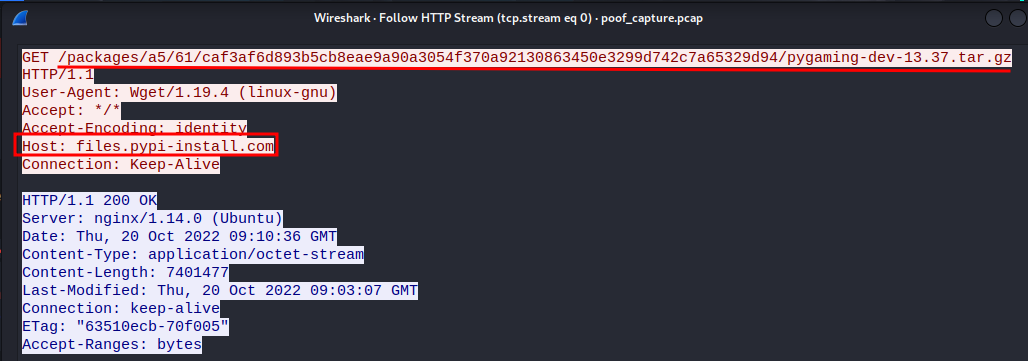 Wireshark · Follow HTTP Stream (tcp.stream eq 0) · poof_capture.pcap
GET /packages/a5/61/caf3af6d893b5cb8eae9a90a3054f370a92130863450e3299d742c7a65329d94/pygaming-dev-13.37.tar.gz
HTTP/1.1
User-Agent: Wget/1.19.4 (linux-gnu)
Accept: */*
Accept-Encoding: identity
Host: files.pypi-install.com
Connection: Keep-Alive
HTTP/1.1 200 OK
Server: nginx/1.14.0 (Ubuntu)
Date: Thu, 20 Oct 2022 09:10:36 GMT
Content-Type: application/octet-stream
Content-Length: 7401477
Last-Modified: Thu, 20 Oct 2022 09:03:07 GMT
Connection: keep-alive
ETag: "63510ecb-70f005"
Accept-Ranges: bytes